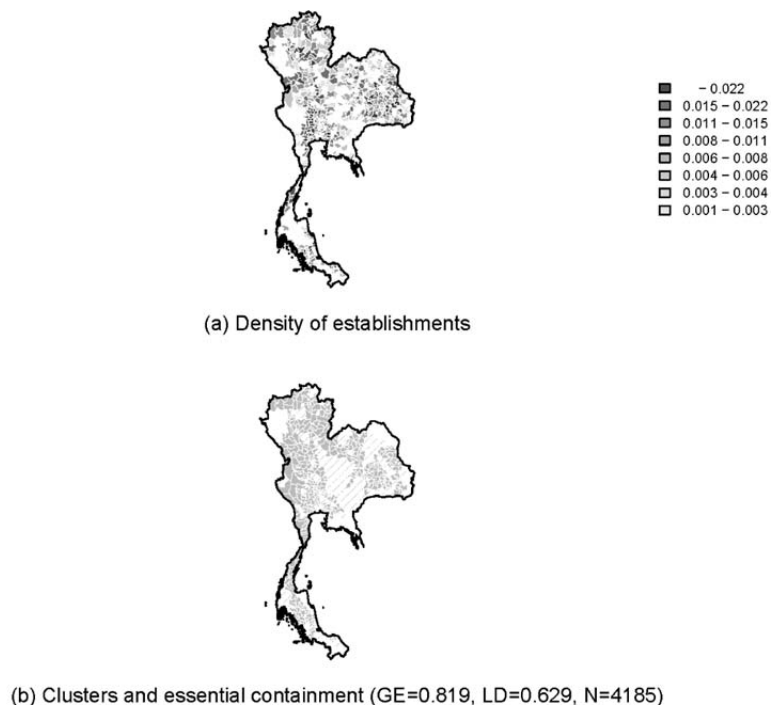 − 0.022
0.015 − 0.022
0.011 − 0.015
0.008 − 0.011
0.006 − 0.008
0.004 − 0.006
0.003 − 0.004
0.001 − 0.003
(a) Density of establishments
(b) Clusters and essential containment (GE=0.819, LD=0.629, N=4185)